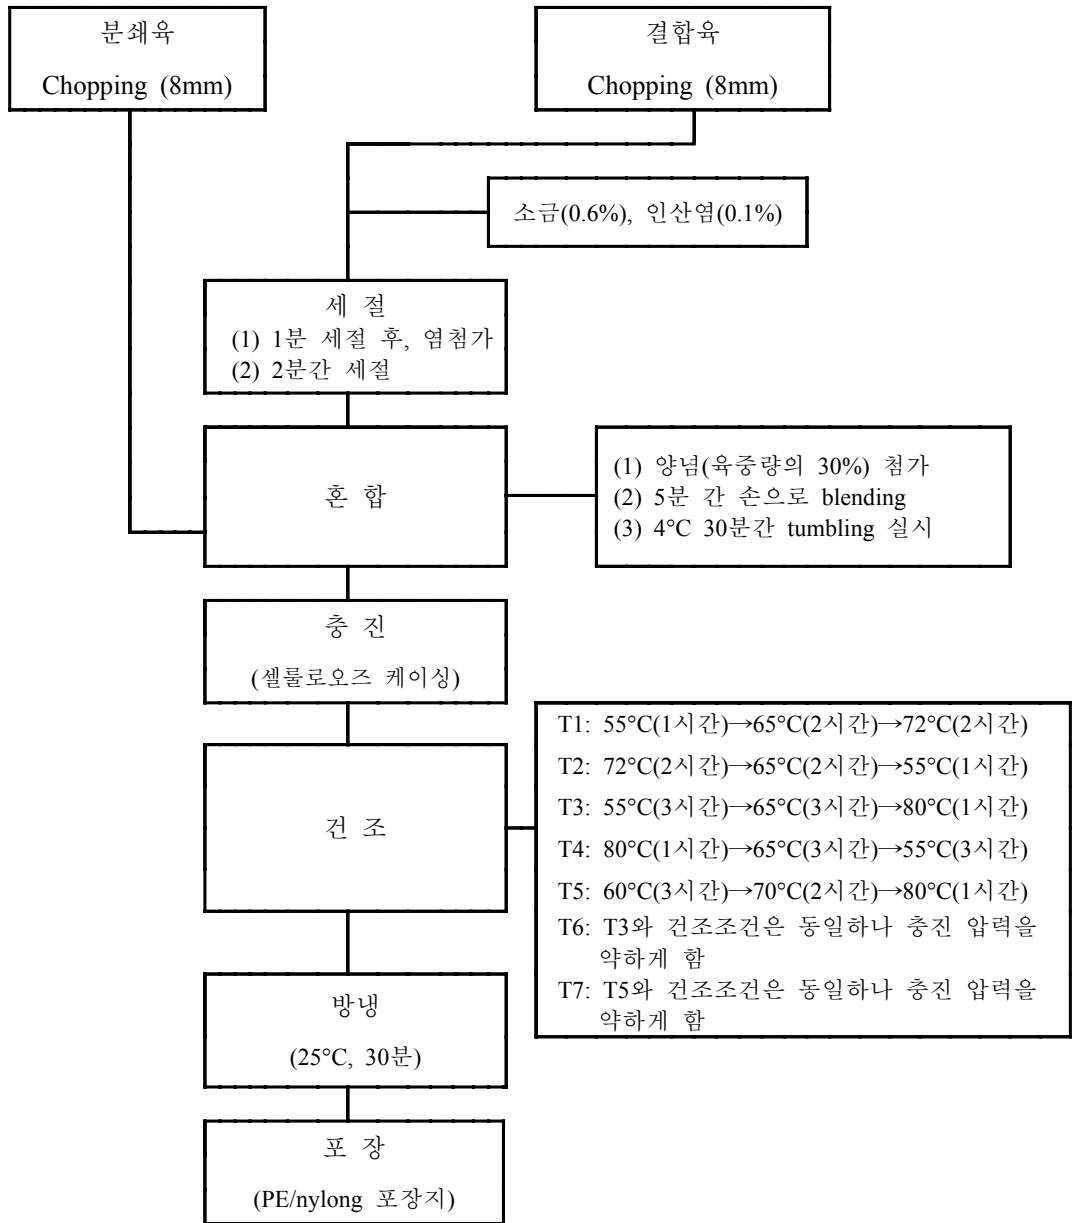 분쇄육
Chopping (8mm)
결합육
Chopping (8mm)
소금(0.6%), 인산염(0.1%)
세 절
(1) 1분 세절 후, 염첨가
(2) 2분간 세절
혼 합
(1) 양념(육중량의 30%) 첨가
(2) 5분 간 손으로 blending
(3) 4°C 30분간 tumbling 실시
충 진
(셀룰로오즈 케이싱)
건 조
T1: 55°C(1시간)→65°C(2시간)→72°C(2시간)
T2: 72°C(2시간)→65°C(2시간)→55°C(1시간)
T3: 55°C(3시간)→65°C(3시간)→80°C(1시간)
T4: 80°C(1시간)→65°C(3시간)→55°C(3시간)
T5: 60°C(3시간)→70°C(2시간)→80°C(1시간)
T6: T3와 건조조건은 동일하나 충진 압력을
약하게 함
T7: T5와 건조조건은 동일하나 충진 압력을
약하게 함
방냉
(25°C, 30분)
포 장
(PE/nylong 포장지)